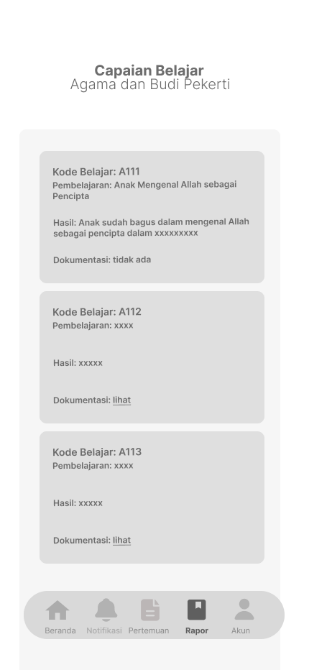 Capaian Belajar
Agama dan Budi Pekerti
Kode Belajar: A111
Pembelajaran: Anak Mengenal Allah sebagai
Pencipta
Hasil: Anak sudah bagus dalam mengenal Allah
sebagai pencipta dalam xxxxxxxxx
Dokumentasi: tidak ada
Kode Belajar: A112
Pembelajaran: xxxx
Hasil: xxxxx
Dokumentasi: lihat
Kode Belajar: A113
Pembelajaran: xxxx
Hasil: xxxxx
Dokumentasi: lihat
Beranda Notifikasi Pertemuan Rapor Akun